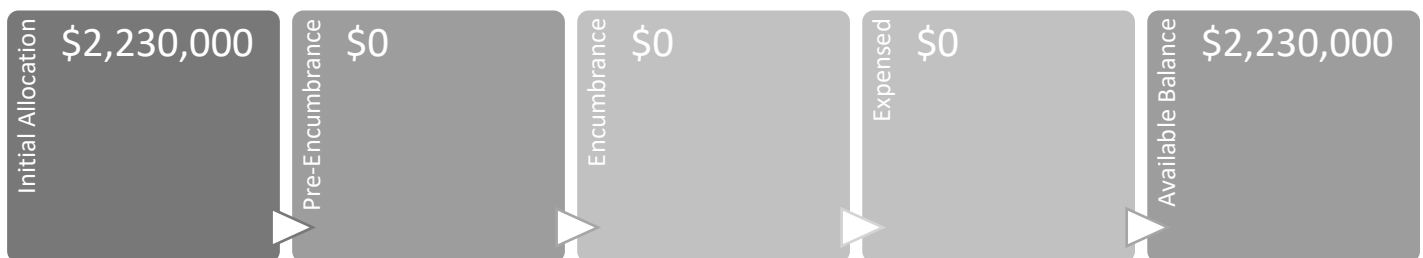 Initial Allocation
$2,230,000
Pre-Encumbrance
$0
Encumbrance
$0
Expensed
$0
Available Balance
$2,230,000